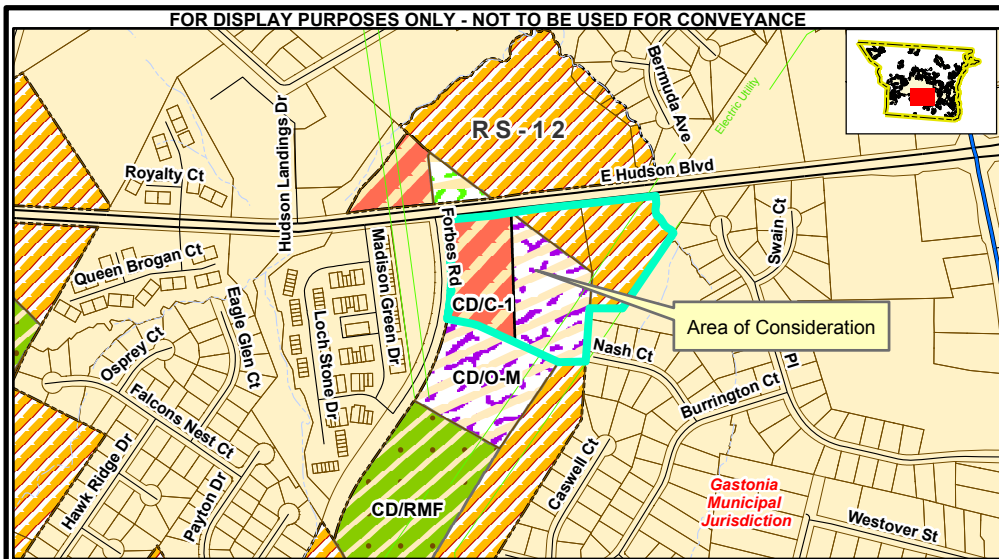 FOR DISPLAY PURPOSES ONLY - NOT TO BE USED FOR CONVEYANCE
Bermuda Ave
Electric Utility
RS-12
Hudson Landings Dr
Royalty Ct
E Hudson Blvd
Swain Ct
Forbes Rd
Madison Green Dr
Queen Brogan Ct
Eagle Glen Ct
Loch Stone Dr
CD/C-1
Area of Consideration
Osprey Ct
Nash Ct
Pl
CD/O-M
Burrington Ct
Falcons Nest Ct
Hawk Ridge Dr
Payton Dr
Caswell Ct
CD/RMF
Gastonia
Municipal
Jurisdiction
Westover St